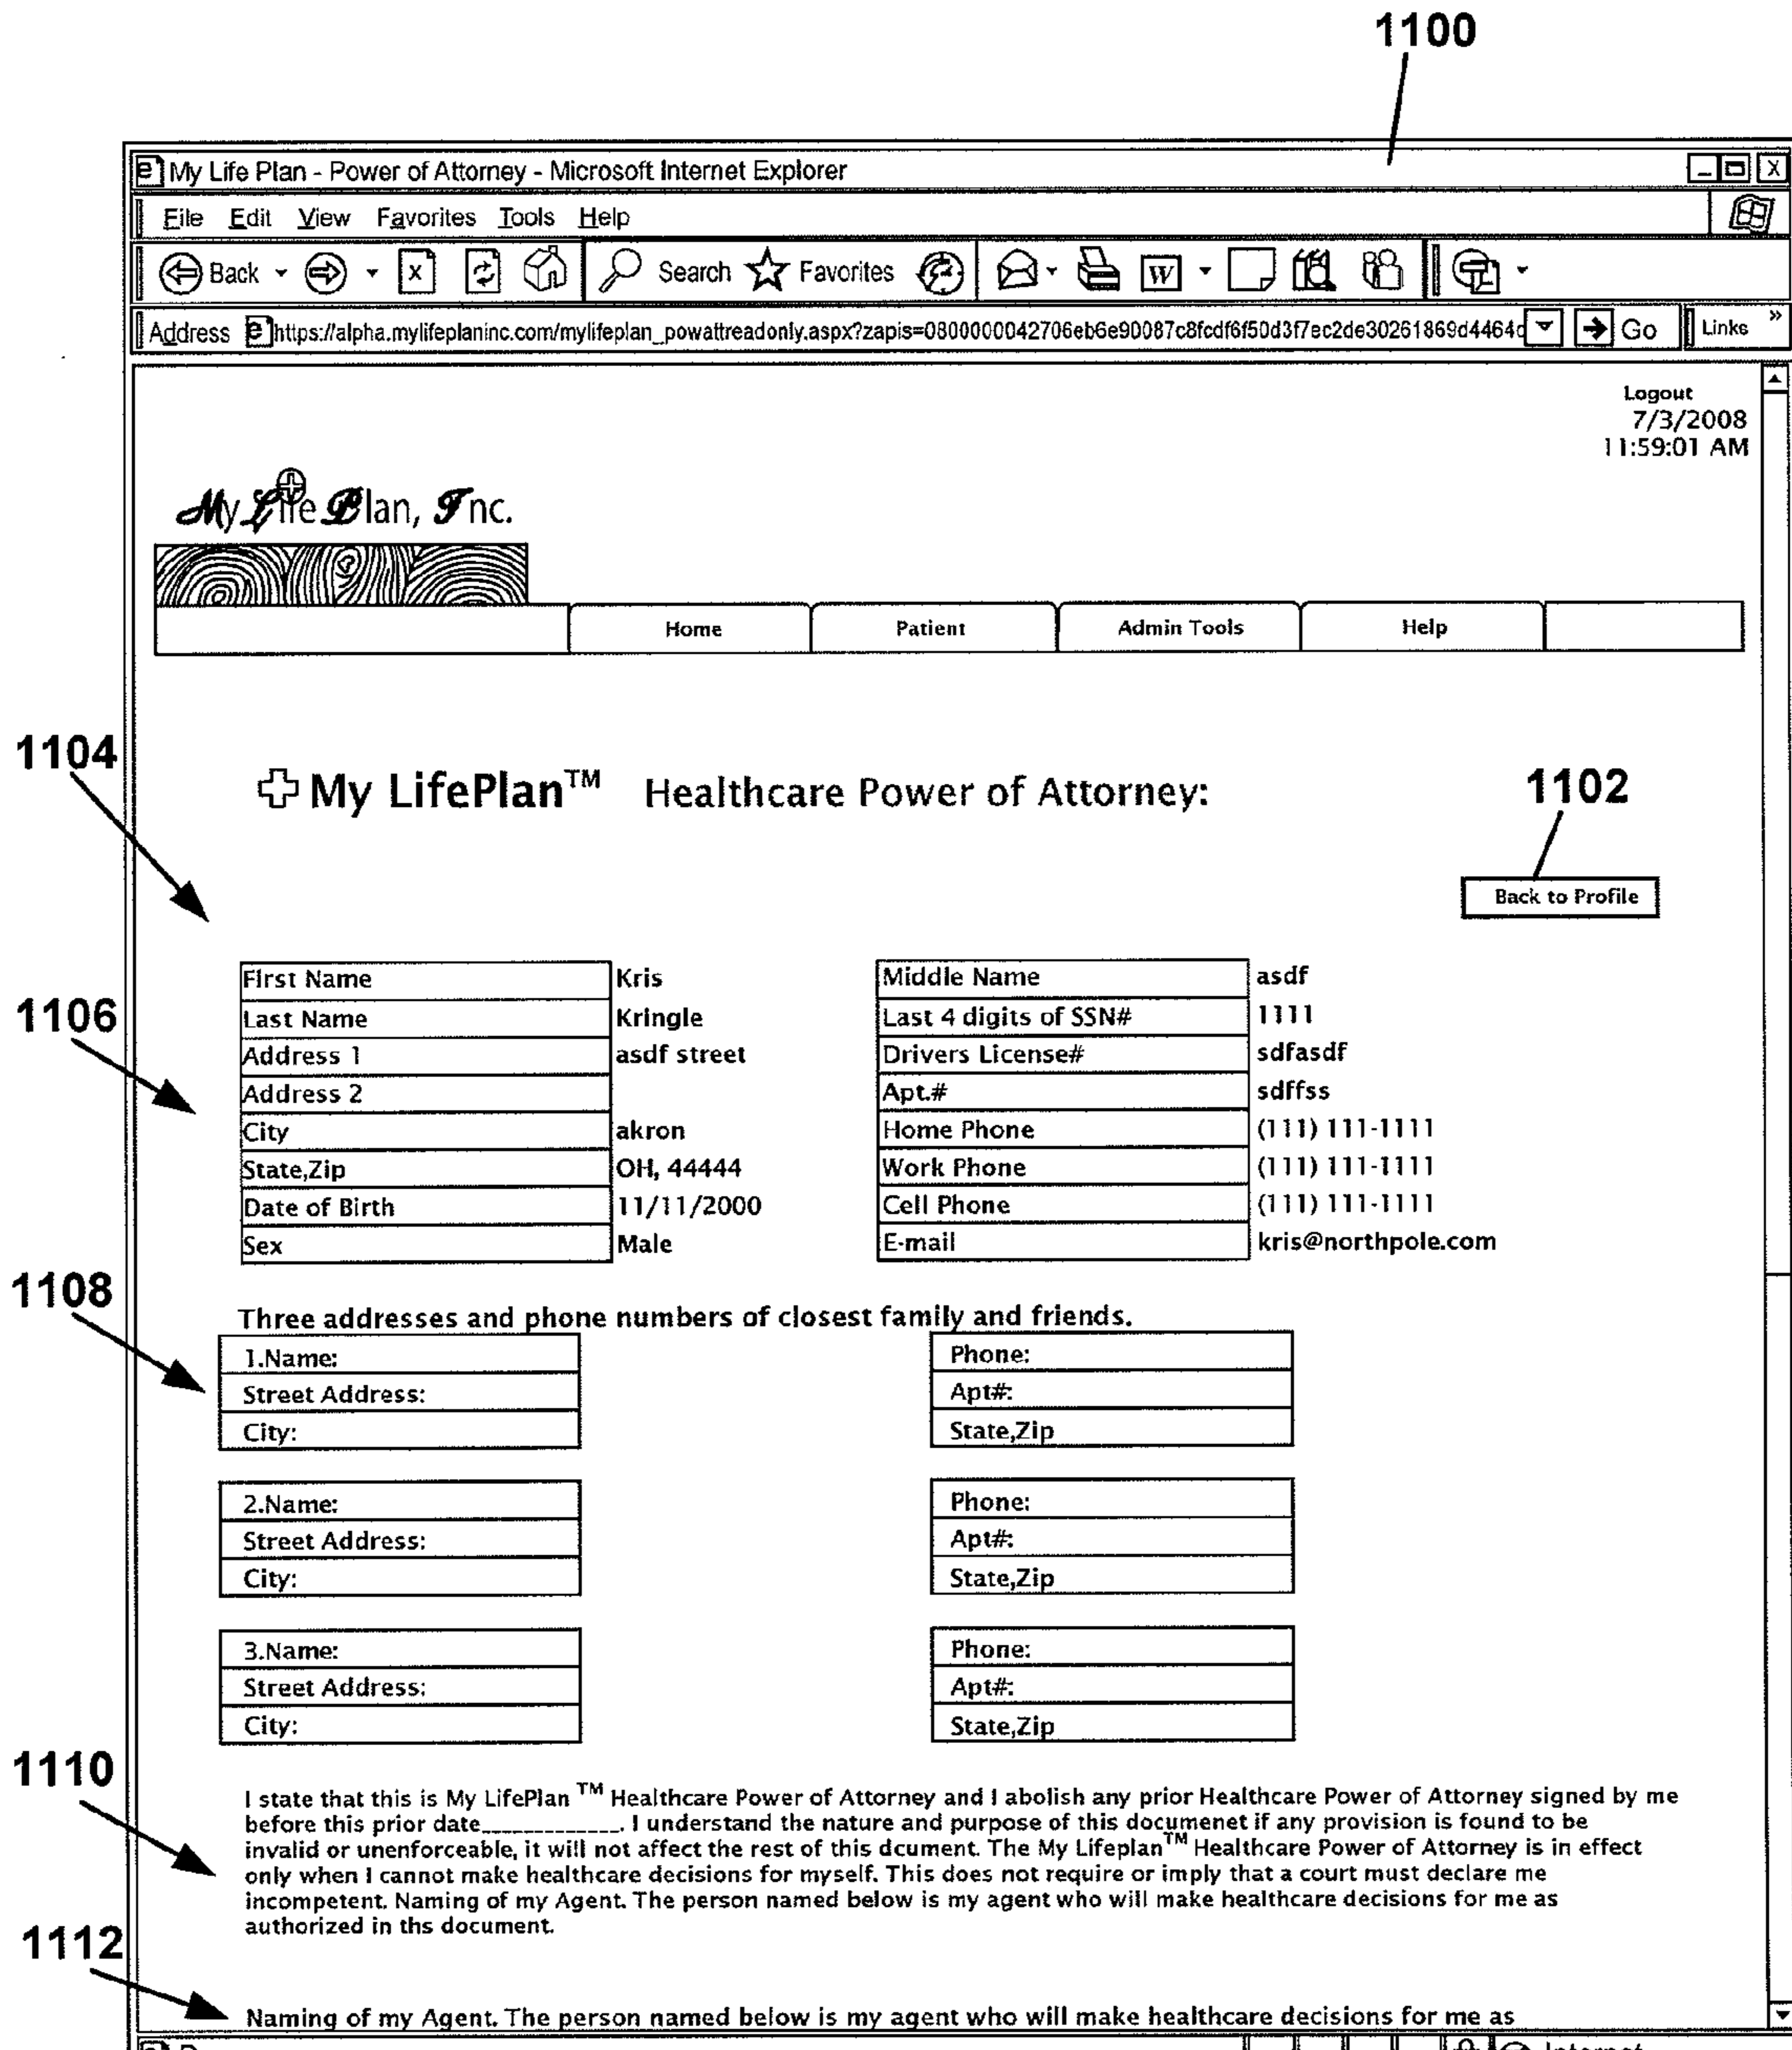 1100
My Life Plan - Power of Attorney - Microsoft Internet Explorer
File Edit View Favorites Tools Help
Back Search Favorites W
Address https://alpha.mylifeplaninc.com/mylifeplan_powattreadonly.aspx?zapis=0800000042706eb6e90087c8fcdf6f50d3f7ec2de30261869d4464c Go Links »
Logout
7/3/2008
11:59:01 AM
My Life Plan, Inc.
Home Patient Admin Tools Help
1104
My LifePlan™ Healthcare Power of Attorney:
1102
Back to Profile
First Name Kris Middle Name asdf
1106
Last Name Kringle Last 4 digits of SSN# 1111
Address 1 asdf street Drivers License# sdfasdf
Address 2 Apt.# sdffss
City akron Home Phone (111) 111-1111
State,Zip OH, 44444 Work Phone (111) 111-1111
Date of Birth 11/11/2000 Cell Phone (111) 111-1111
Sex Male E-mail kris@northpole.com
1108
Three addresses and phone numbers of closest family and friends.
1.Name: Phone:
Street Address: Apt#:
City: State,Zip
2.Name: Phone:
Street Address: Apt#:
City: State,Zip
3.Name: Phone:
Street Address: Apt#:
City: State,Zip
1110
I state that this is My LifePlan ™ Healthcare Power of Attorney and I abolish any prior Healthcare Power of Attorney signed by me
before this prior date_____________. I understand the nature and purpose of this documenet if any provision is found to be
invalid or unenforceable, it will not affect the rest of this dcument. The My Lifeplan™ Healthcare Power of Attorney is in effect
only when I cannot make healthcare decisions for myself. This does not require or imply that a court must declare me
incompetent. Naming of my Agent. The person named below is my agent who will make healthcare decisions for me as
authorized in ths document.
1112
Naming of my Agent. The person named below is my agent who will make healthcare decisions for me as
Internet